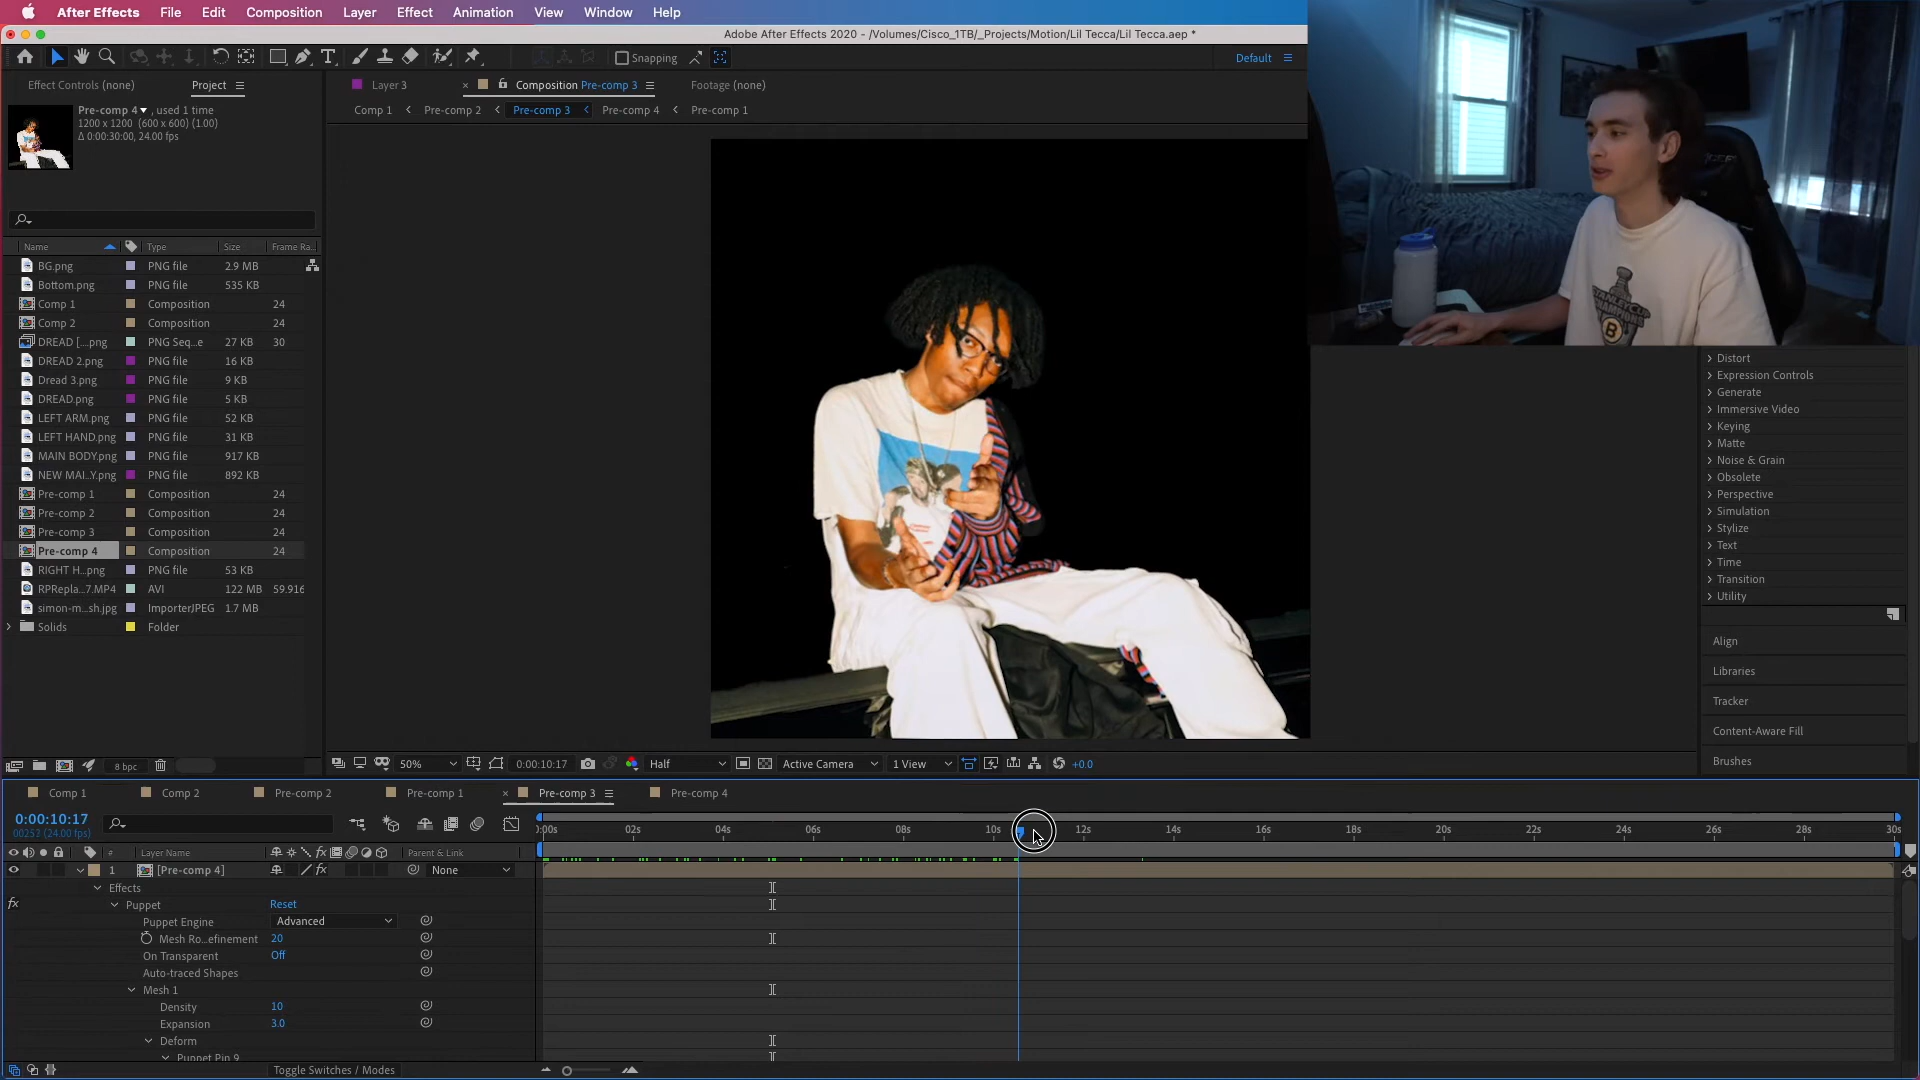 After Effects File Edit Composition Layer Effect Animation View Window Help
Adobe After Effects 2020 - /Volumes/Cisco_1TB/_Projects/Motion/Lil Tecca/Lil Tecca.aep *
Snapping
Default
Effect Controls (none) Project
Layer 3 Composition Pre-comp 3 Footage (none)
Comp 1 Pre-comp 2 Pre-comp 3 Pre-comp 4 Pre-comp 1
Pre-comp 4 , used 1 time
1200 x 1200 (600 x 600) (1.00)
Δ 0:00:30:00, 24.00 fps
Name Type Size Frame Ra...
BG.png PNG file 2.9 MB
Bottom.png PNG file 535 KB
Comp 1 Composition 24
Comp 2 Composition 24
DREAD [....png PNG Seq...e 27 KB 30
DREAD 2.png PNG file 16 KB
Dread 3.png PNG file 9 KB
DREAD.png PNG file 5 KB
LEFT ARM.png PNG file 52 KB
LEFT HAND.png PNG file 31 KB
MAIN BODY.png PNG file 917 KB
NEW MAI...Y.png PNG file 892 KB
Pre-comp 1 Composition 24
Pre-comp 2 Composition 24
Pre-comp 3 Composition 24
Pre-comp 4 Composition 24
RIGHT H...png PNG file 53 KB
RPRepla...7.MP4 AVI 122 MB 59.916
simon-m...sh.jpg ImporterJPEG 1.7 MB
Solids Folder
8 bpc
STANLEY CUP
CHAMPIONS
B
Distort
Expression Controls
Generate
Immersive Video
Keying
Matte
Noise & Grain
Obsolete
Perspective
Simulation
Stylize
Text
Time
Transition
Utility
Align
Libraries
Tracker
Content-Aware Fill
Brushes
50% 0:00:10:17 Half Active Camera 1 View +0.0
Comp 1 Comp 2 Pre-comp 2 Pre-comp 1 Pre-comp 3 Pre-comp 4
0:00:10:17
00257 (24.00 fps)
):00s 02s 04s 06s 08s 10s 12s 14s 16s 18s 20s 22s 24s 26s 28s 30s
# Layer Name Parent & Link
1 [Pre-comp 4] None
Effects
fx Puppet Reset
Puppet Engine Advanced
Mesh Ro...efinement 20
On Transparent Off
Auto-traced Shapes
Mesh 1
Density 10
Expansion 3.0
Deform
Puppet Pin 9
Toggle Switches / Modes